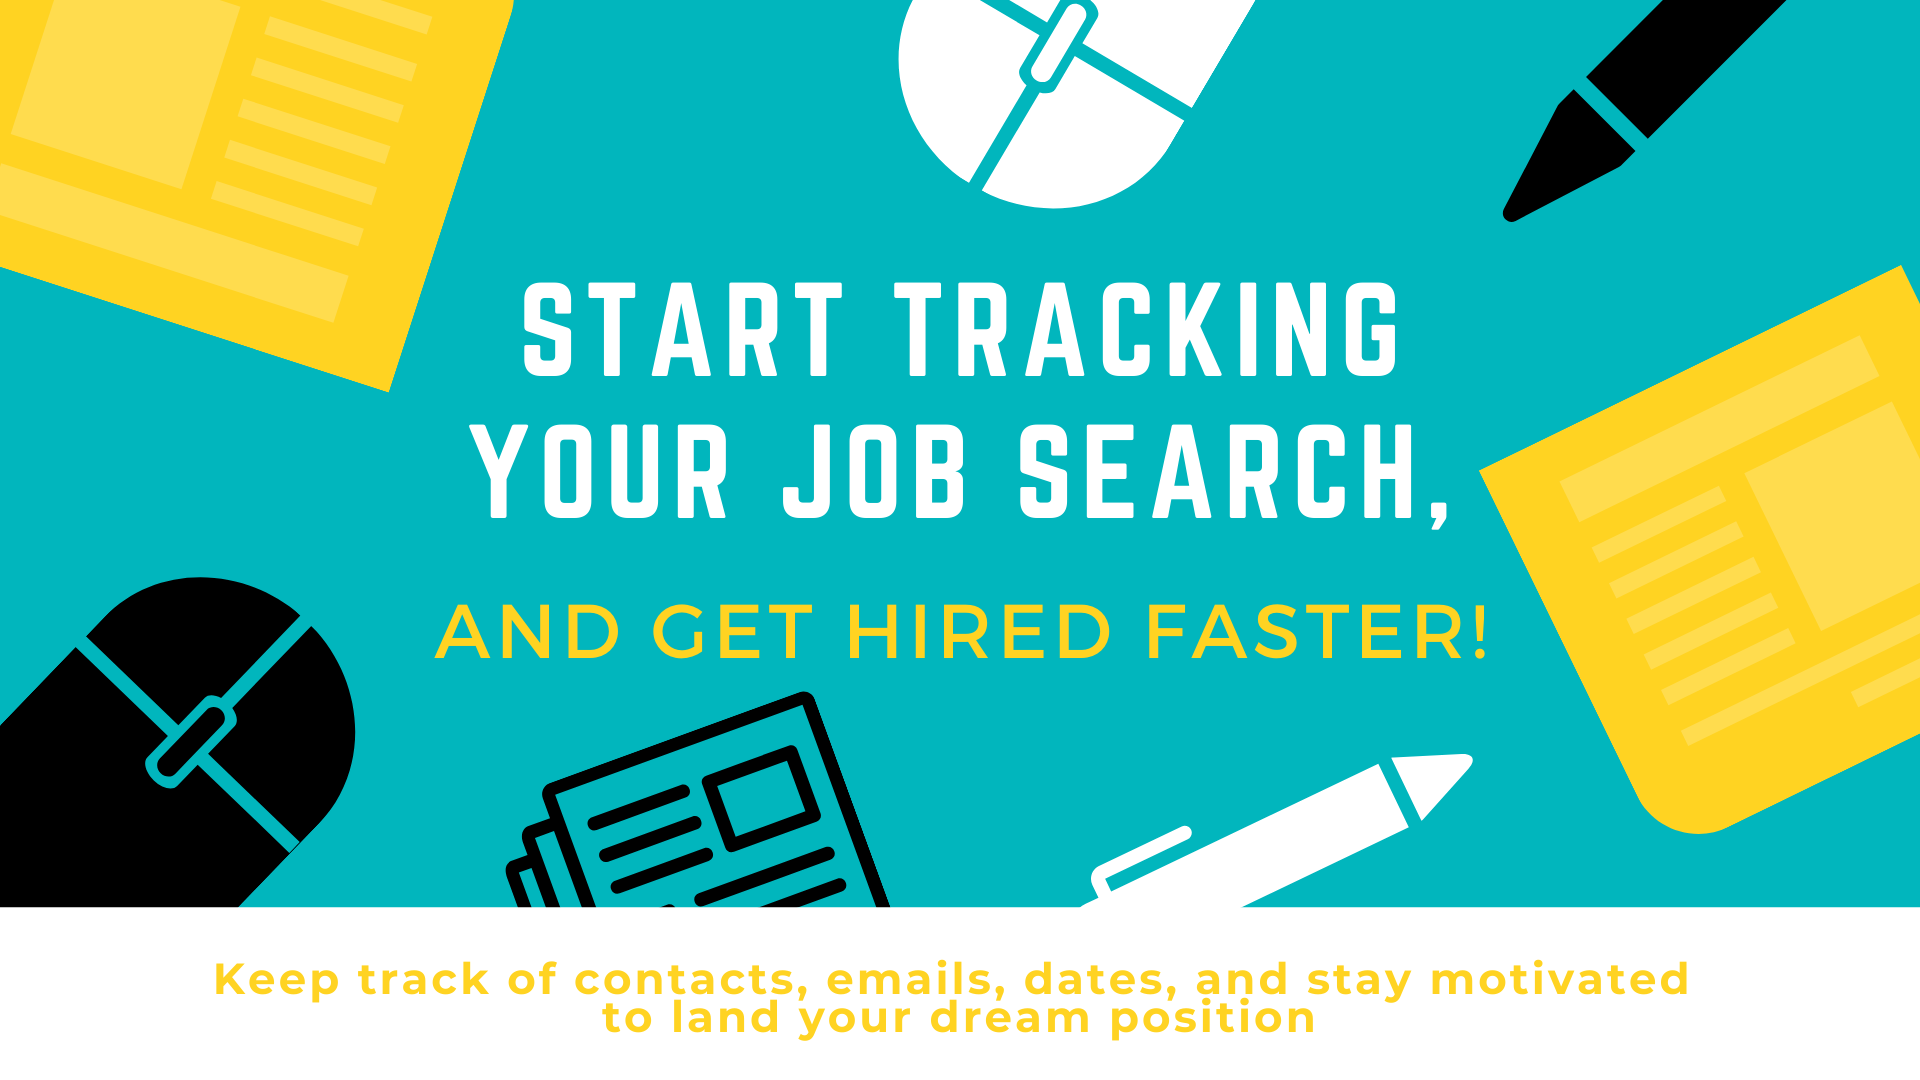 START TRACKING
YOUR JOB SEARCH,
AND GET HIRED FASTER!
Keep track of contacts, emails, dates, and stay motivated
to land your dream position